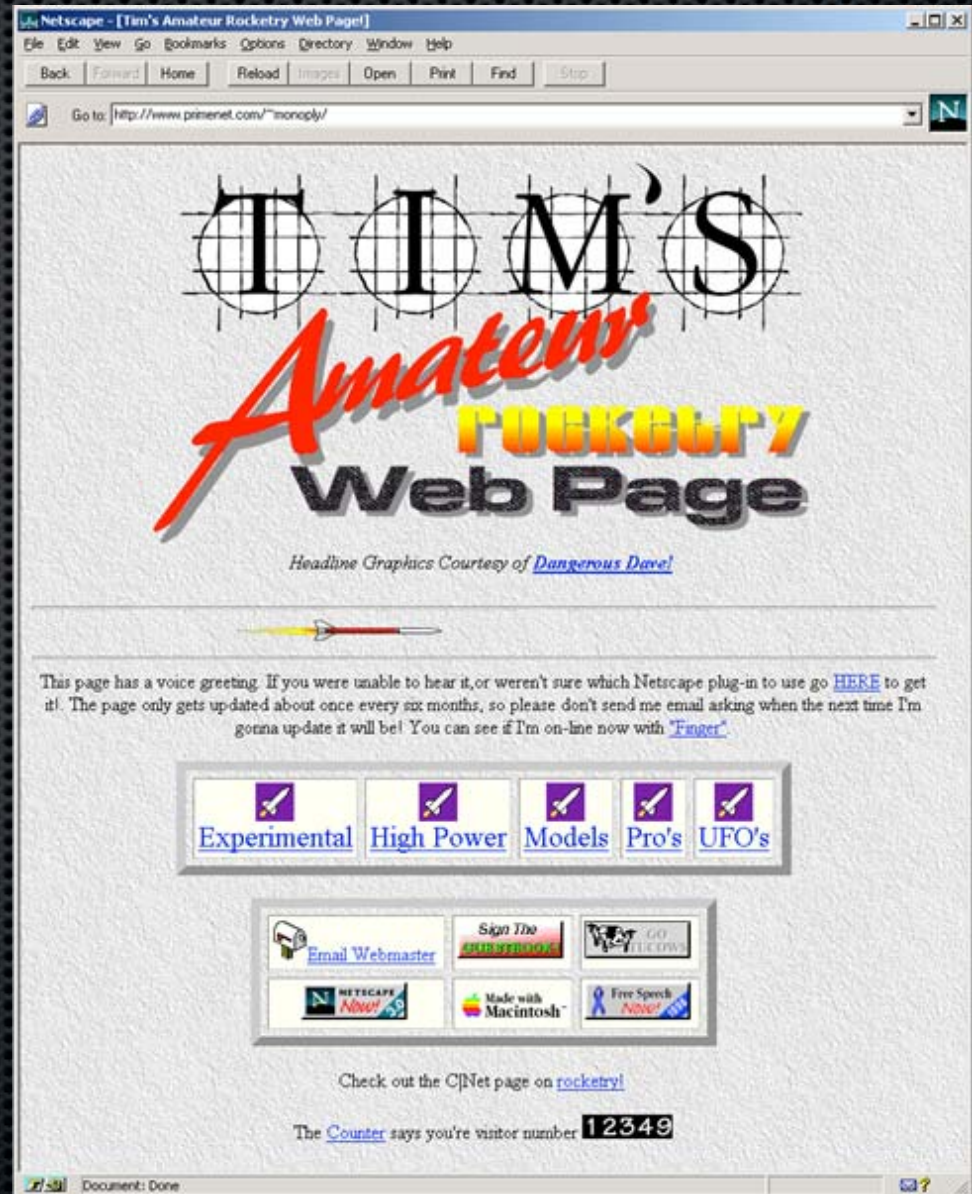 Netscape - [Tim's Amateur Rocketry Web Page!]
File Edit View Go Bookmarks Options Directory Window Help
Back Forward Home Reload Images Open Print Find Stop
Go to: http://www.primenet.com/~monoply/
N
TIM'S
Amateur
rocketry
Web Page
Headline Graphics Courtesy of Dangerous Dave!
This page has a voice greeting. If you were unable to hear it,or weren't sure which Netscape plug-in to use go HERE to get
it!. The page only gets updated about once every six months, so please don't send me email asking when the next time I'm
gonna update it will be! You can see if I'm on-line now with "Finger".
Experimental High Power Models Pro's UFO's
Email Webmaster
Sign The
GUESTBOOK!
GO
TUCOWS
N NETSCAPE
Now! 3.0
Made with
Macintosh™
Free Speech
Now!
Check out the C|Net page on rocketry!
The Counter says you're visitor number 12349
Document: Done